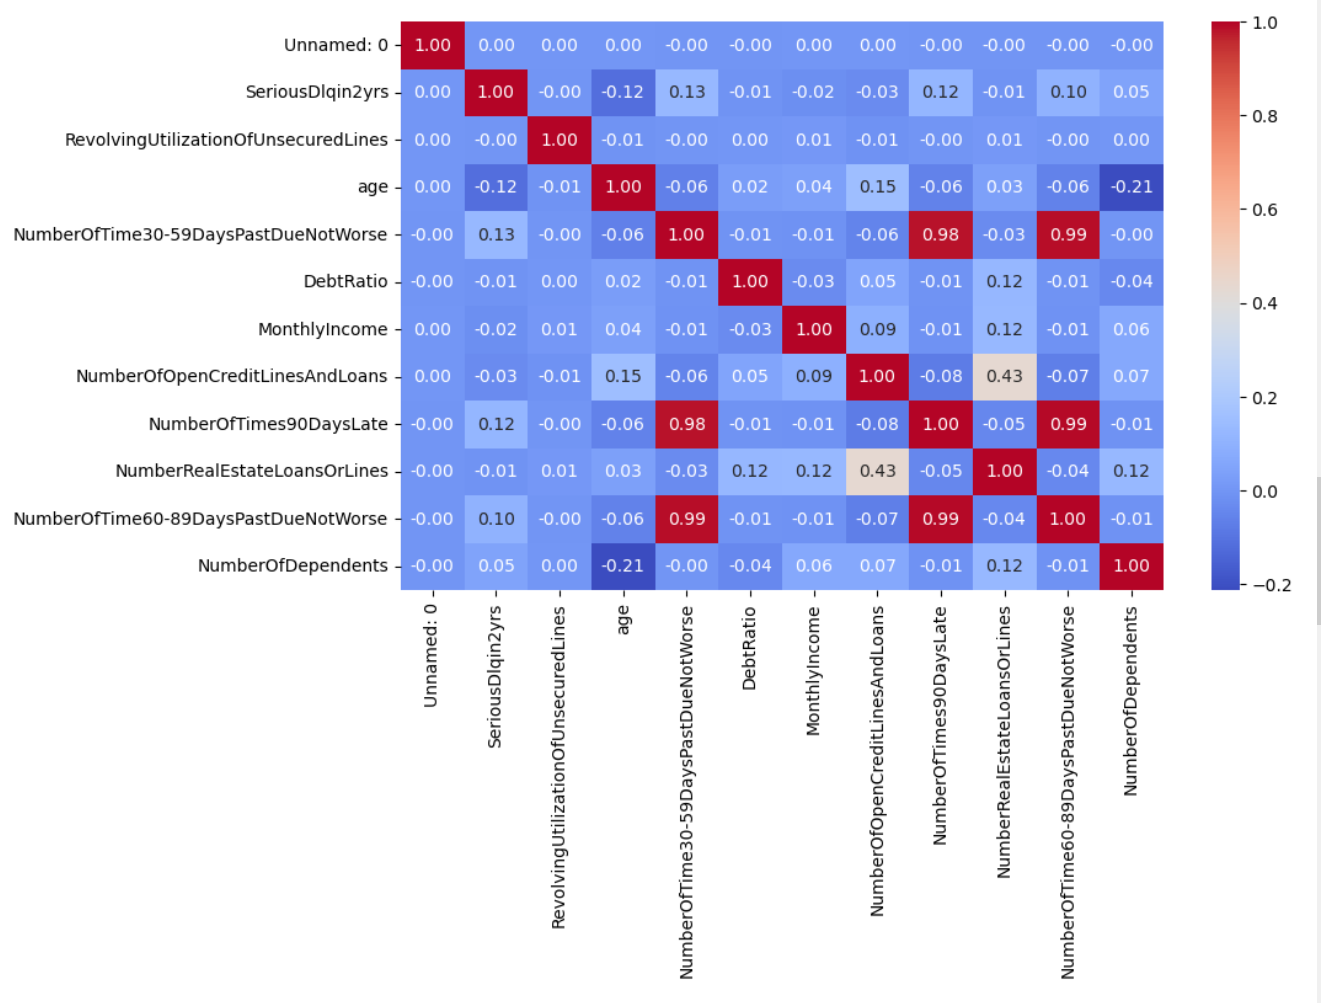 Unnamed: 0 1.00 0.00 0.00 0.00 -0.00 -0.00 0.00 0.00 -0.00 -0.00 -0.00 -0.00
SeriousDlqin2yrs 0.00 1.00 -0.00 -0.12 0.13 -0.01 -0.02 -0.03 0.12 -0.01 0.10 0.05
RevolvingUtilizationOfUnsecuredLines 0.00 -0.00 1.00 -0.01 -0.00 0.00 0.01 -0.01 -0.00 0.01 -0.00 0.00
age 0.00 -0.12 -0.01 1.00 -0.06 0.02 0.04 0.15 -0.06 0.03 -0.06 -0.21
NumberOfTime30-59DaysPastDueNotWorse -0.00 0.13 -0.00 -0.06 1.00 -0.01 -0.01 -0.06 0.98 -0.03 0.99 -0.00
DebtRatio -0.00 -0.01 0.00 0.02 -0.01 1.00 -0.03 0.05 -0.01 0.12 -0.01 -0.04
MonthlyIncome 0.00 -0.02 0.01 0.04 -0.01 -0.03 1.00 0.09 -0.01 0.12 -0.01 0.06
NumberOfOpenCreditLinesAndLoans 0.00 -0.03 -0.01 0.15 -0.06 0.05 0.09 1.00 -0.08 0.43 -0.07 0.07
NumberOfTimes90DaysLate -0.00 0.12 -0.00 -0.06 0.98 -0.01 -0.01 -0.08 1.00 -0.05 0.99 -0.01
NumberRealEstateLoansOrLines -0.00 -0.01 0.01 0.03 -0.03 0.12 0.12 0.43 -0.05 1.00 -0.04 0.12
NumberOfTime60-89DaysPastDueNotWorse -0.00 0.10 -0.00 -0.06 0.99 -0.01 -0.01 -0.07 0.99 -0.04 1.00 -0.01
NumberOfDependents -0.00 0.05 0.00 -0.21 -0.00 -0.04 0.06 0.07 -0.01 0.12 -0.01 1.00
Unnamed: 0
SeriousDlqin2yrs
RevolvingUtilizationOfUnsecuredLines
age
NumberOfTime30-59DaysPastDueNotWorse
DebtRatio
MonthlyIncome
NumberOfOpenCreditLinesAndLoans
NumberOfTimes90DaysLate
NumberRealEstateLoansOrLines
NumberOfTime60-89DaysPastDueNotWorse
NumberOfDependents
1.0
0.8
0.6
0.4
0.2
0.0
−0.2